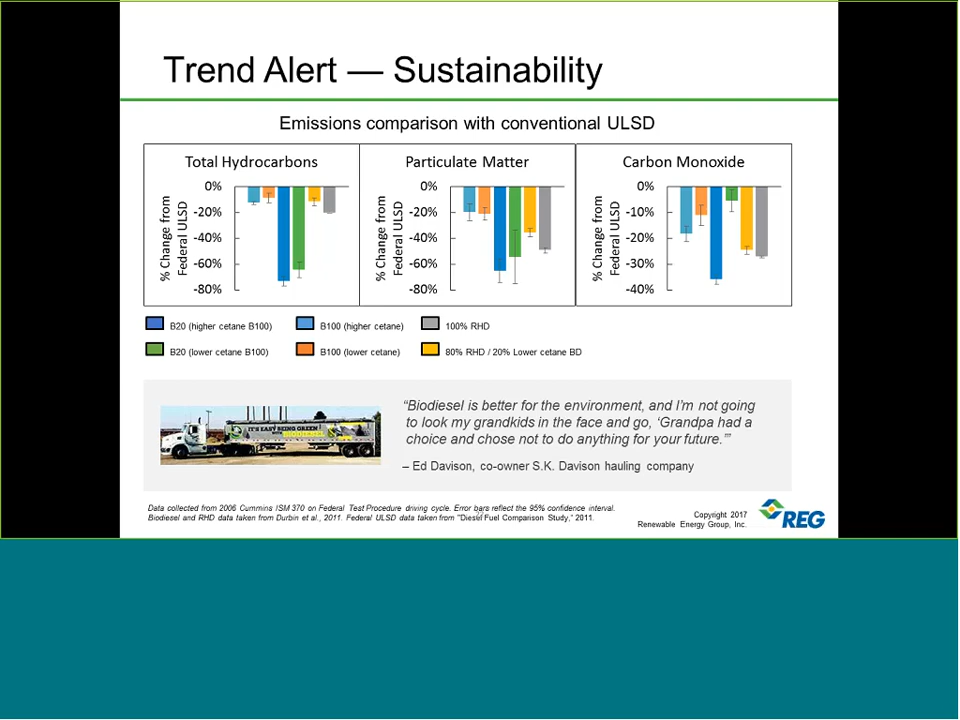 Trend Alert — Sustainability
Emissions comparison with conventional ULSD
Total Hydrocarbons
% Change from
Federal ULSD
0%
-20%
-40%
-60%
-80%
Particulate Matter
% Change from
Federal ULSD
0%
-20%
-40%
-60%
-80%
Carbon Monoxide
% Change from
Federal ULSD
0%
-10%
-20%
-30%
-40%
B20 (higher cetane B100)
B100 (higher cetane)
100% RHD
B20 (lower cetane B100)
B100 (lower cetane)
80% RHD / 20% Lower cetane BD
IT'S EASY BEING GREEN
WITH BIODIESEL
“Biodiesel is better for the environment, and I’m not going
to look my grandkids in the face and go, ‘Grandpa had a
choice and chose not to do anything for your future.’”
– Ed Davison, co-owner S.K. Davison hauling company
Data collected from 2006 Cummins ISM 370 on Federal Test Procedure driving cycle. Error bars reflect the 95% confidence interval.
Biodiesel and RHD data taken from Durbin et al., 2011. Federal ULSD data taken from "Diesel Fuel Comparison Study," 2011.
Copyright 2017
Renewable Energy Group, Inc.
REG